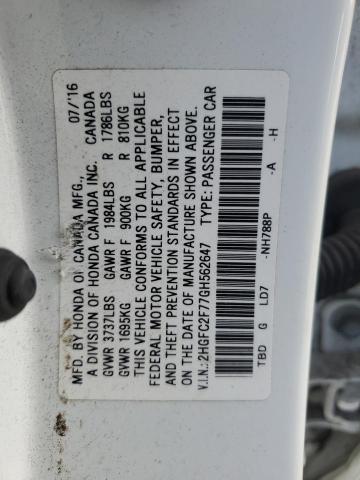 MFD. BY HONDA OF CANADA MFG., 07/'16
A DIVISION OF HONDA CANADA INC. CANADA
GVWR 3737LBS GAWR F 1984LBS R 1786LBS
GVWR 1695KG GAWR F 900KG R 810KG
THIS VEHICLE CONFORMS TO ALL APPLICABLE
FEDERAL MOTOR VEHICLE SAFETY, BUMPER,
AND THEFT PREVENTION STANDARDS IN EFFECT
ON THE DATE OF MANUFACTURE SHOWN ABOVE.
V.I.N.: 2HGFC2F77GH562647 TYPE: PASSENGER CAR
TBD G LD7 -NH788P -A -H